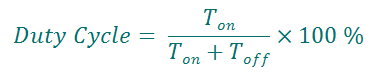 Duty Cycle = T_on / (T_on + T_off) × 100 %